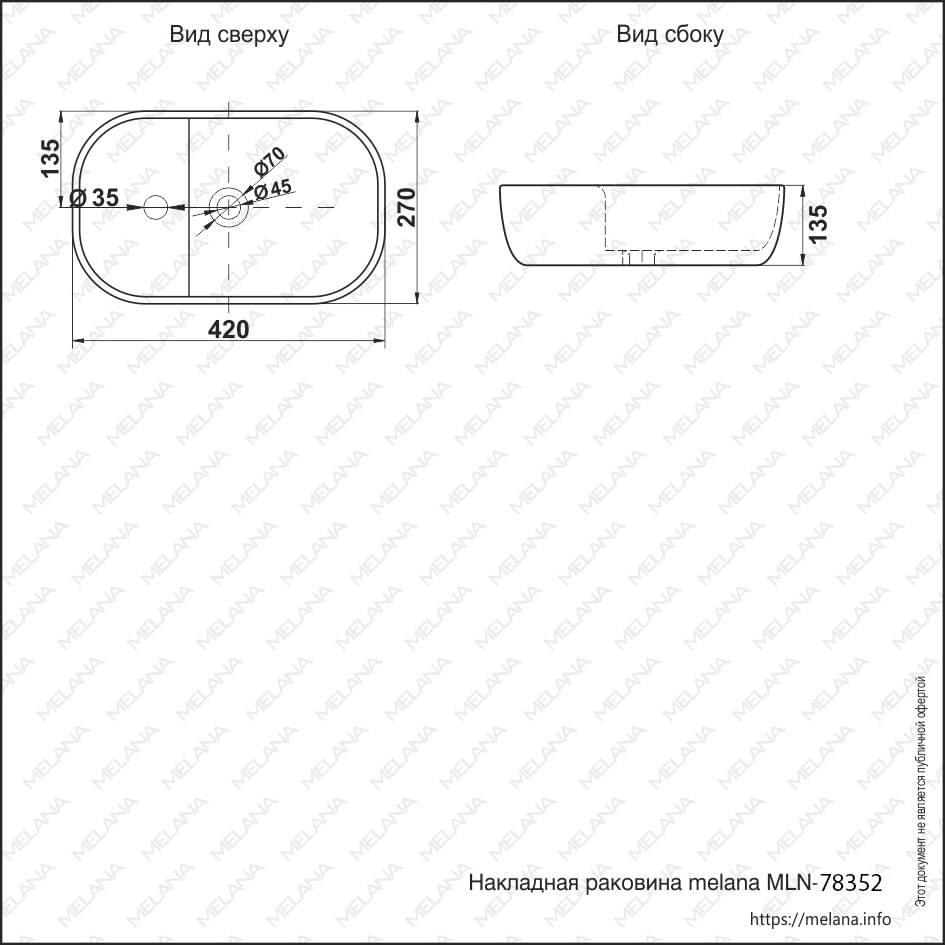 Вид сверху
Вид сбоку
135
Ø 35
Ø70
Ø45
270
420
135
Накладная раковина melana MLN-78352
https://melana.info
Этот документ не является публичной офертой
MELANA